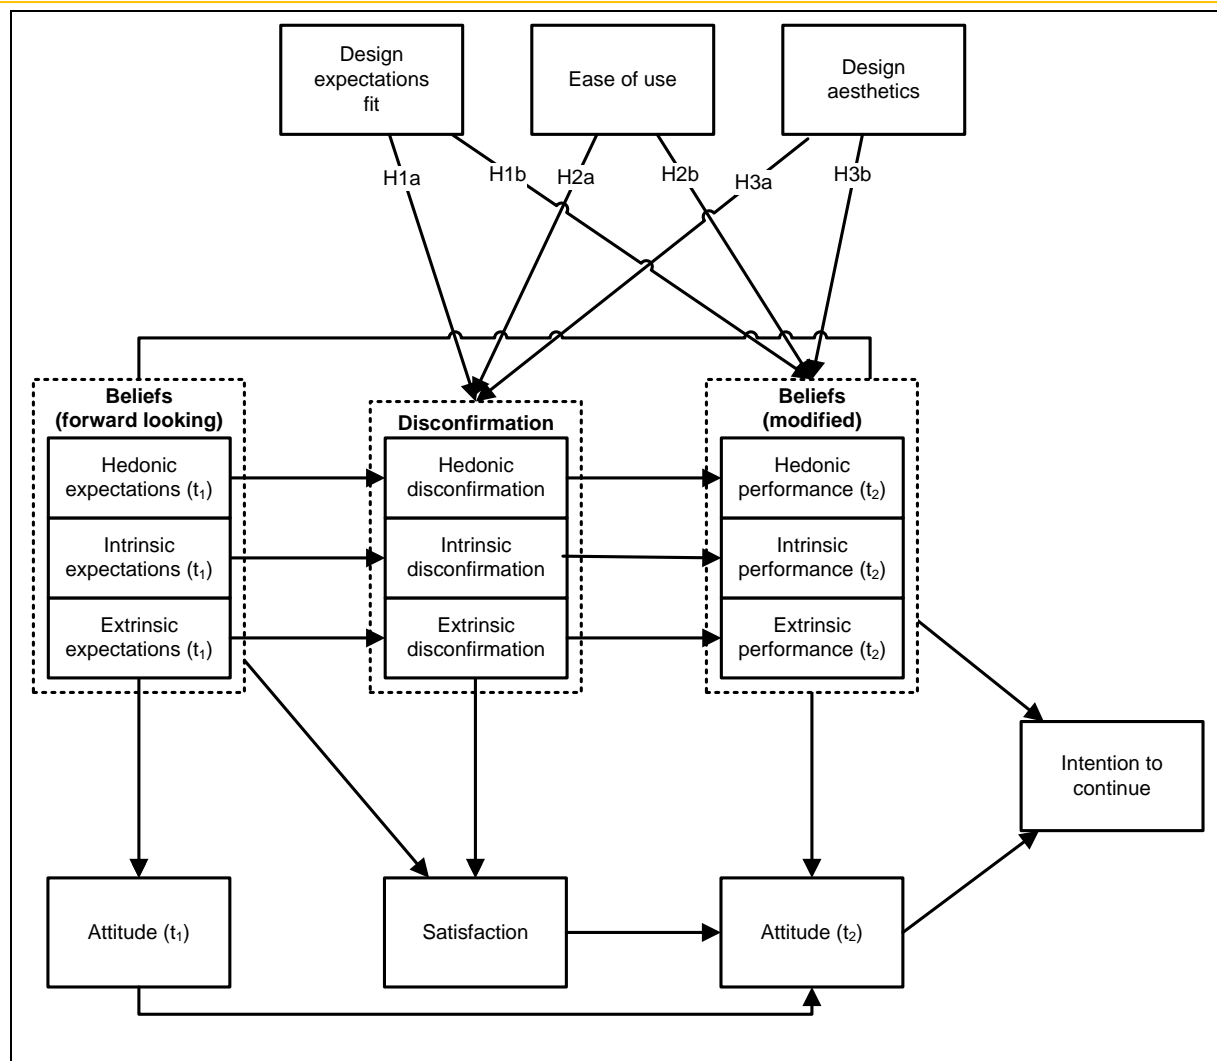 Design
expectations
fit
Ease of use
Design
aesthetics
H1a
H1b
H2a
H2b
H3a
H3b
Beliefs
(forward looking)
Hedonic
expectations (t₁)
Intrinsic
expectations (t₁)
Extrinsic
expectations (t₁)
Disconfirmation
Hedonic
disconfirmation
Intrinsic
disconfirmation
Extrinsic
disconfirmation
Beliefs
(modified)
Hedonic
performance (t₂)
Intrinsic
performance (t₂)
Extrinsic
performance (t₂)
Intention to
continue
Attitude (t₁)
Satisfaction
Attitude (t₂)